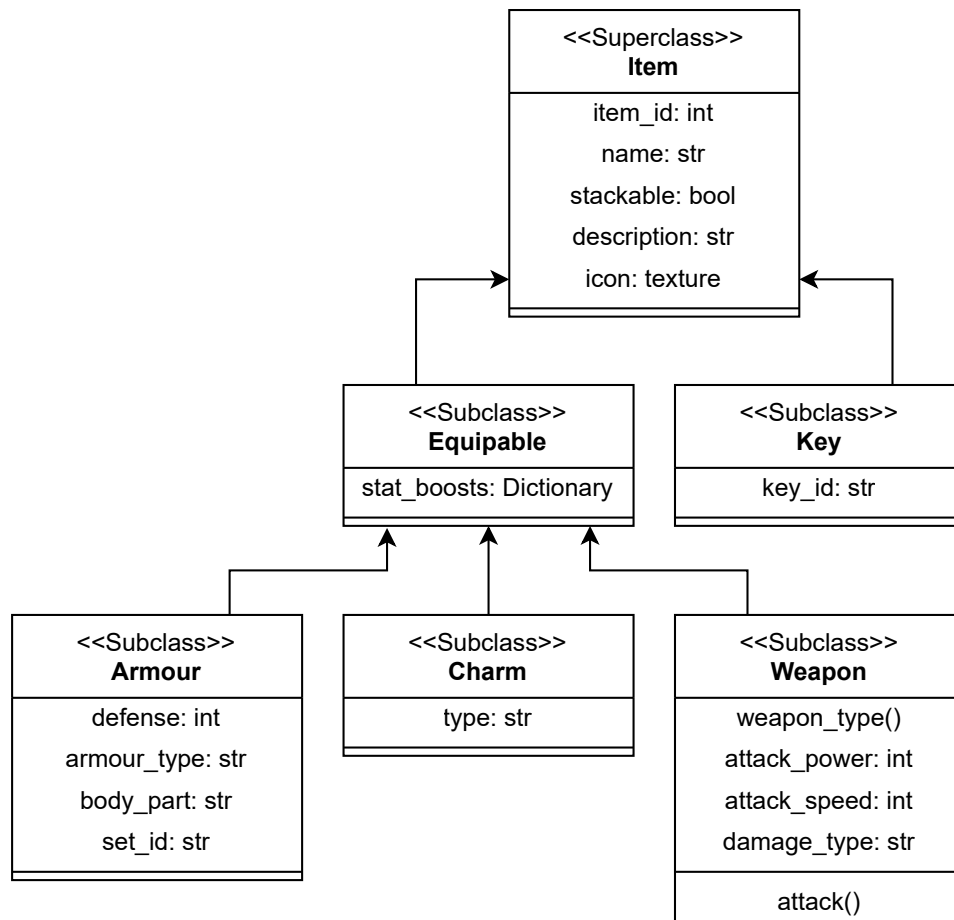 <<Superclass>>
Item
item_id: int
name: str
stackable: bool
description: str
icon: texture
<<Subclass>>
Equipable
stat_boosts: Dictionary
<<Subclass>>
Key
key_id: str
<<Subclass>>
Armour
defense: int
armour_type: str
body_part: str
set_id: str
<<Subclass>>
Charm
type: str
<<Subclass>>
Weapon
weapon_type()
attack_power: int
attack_speed: int
damage_type: str
attack()